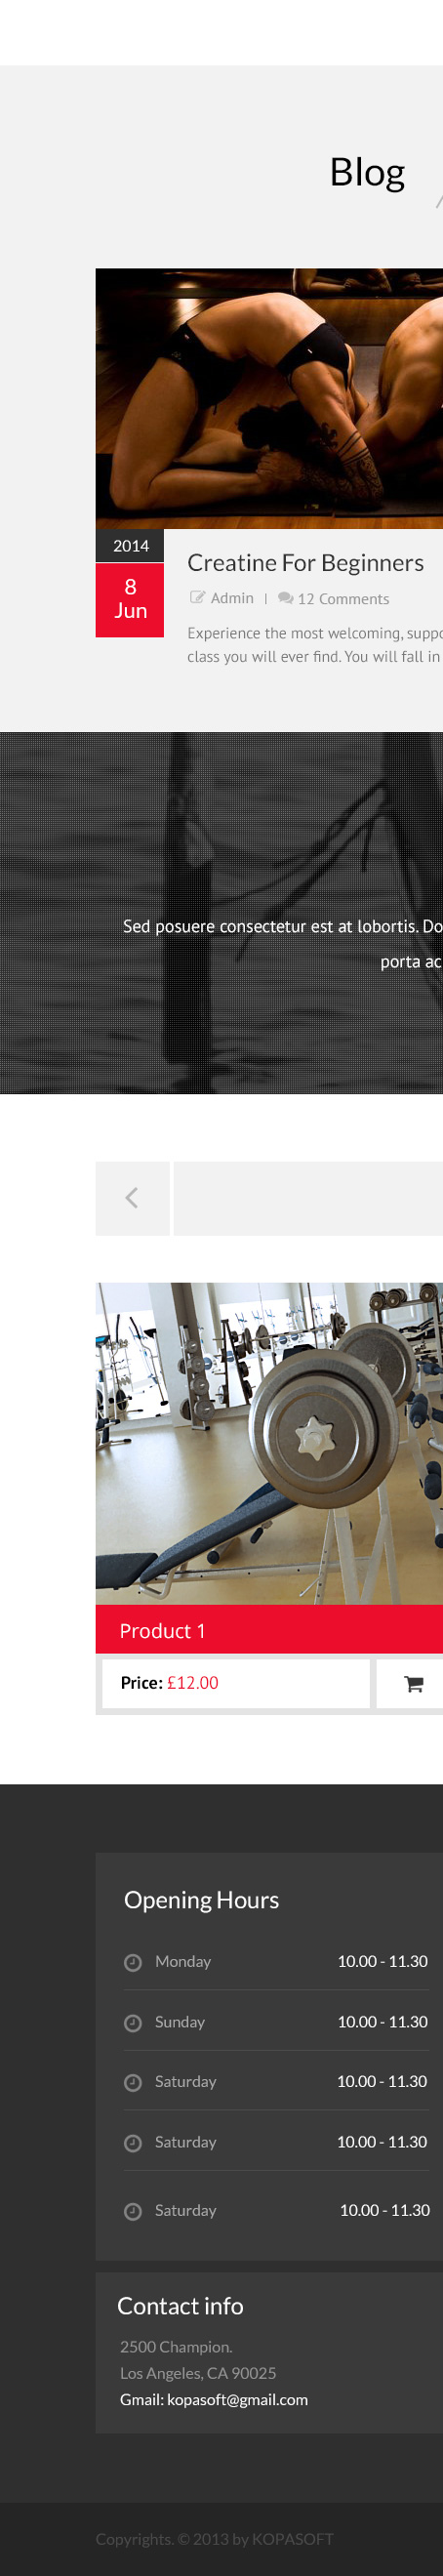 Blog
2014
8
Jun
Creatine For Beginners
Admin | 12 Comments
Experience the most welcoming,
class you will ever find. You will fall in
Sed posuere consectetur est at lobortis. Do
porta ac
Product 1
Price: £12.00
Opening Hours
Monday 10.00 - 11.30
Sunday 10.00 - 11.30
Saturday 10.00 - 11.30
Saturday 10.00 - 11.30
Saturday 10.00 - 11.30
Contact info
2500 Champion.
Los Angeles, CA 90025
Gmail: kopasoft@gmail.com
Copyrights. © 2013 by KOPASOFT